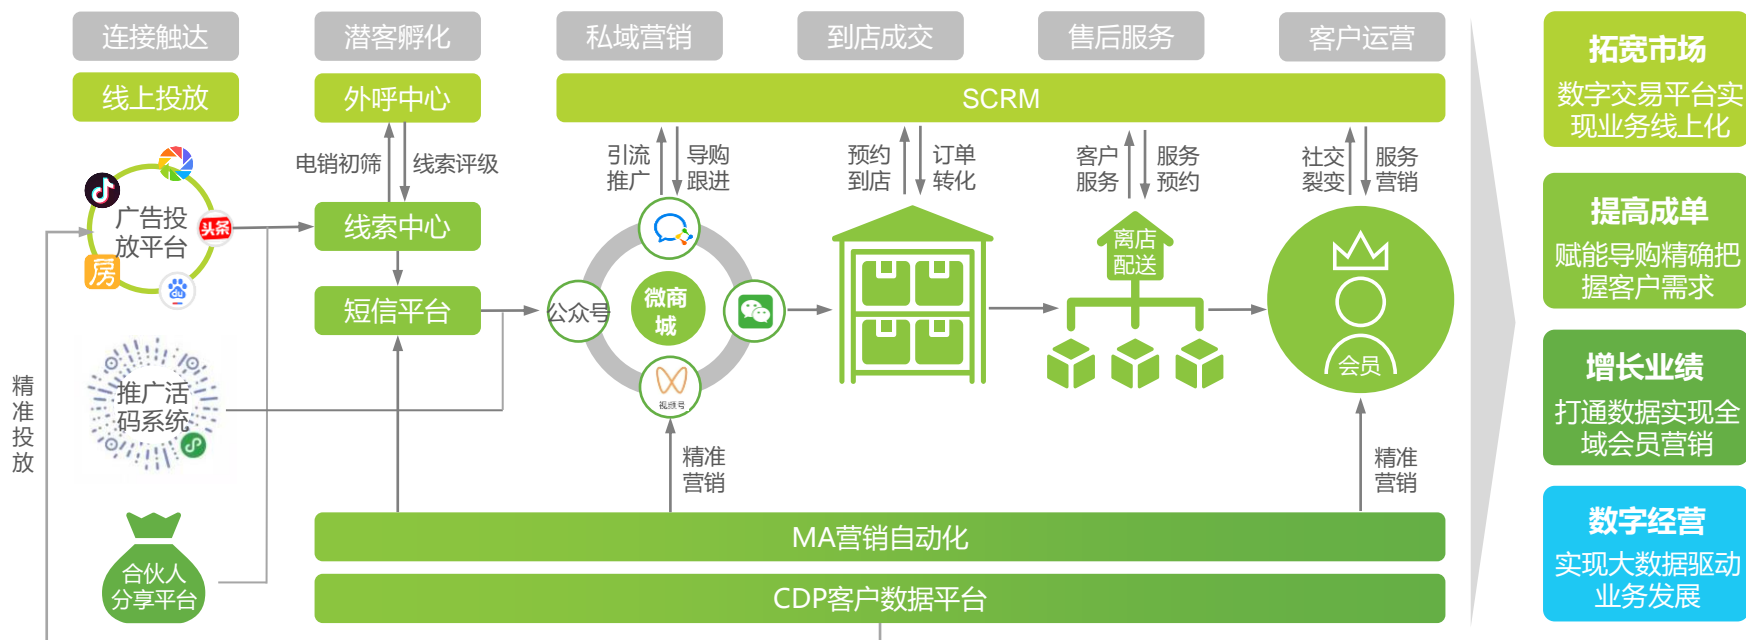 连接触达
潜客孵化
私域营销
到店成交
售后服务
客户运营
线上投放
外呼中心
SCRM
电销初筛
线索评级
引流
推广
导购
跟进
预约
到店
订单
转化
客户
服务
服务
预约
社交
裂变
服务
营销
广告投
放平台
头条
房
du
线索中心
短信平台
公众号
微商
城
视频号
离店
配送
会员
推广活
码系统
精
准
投
放
精准
营销
精准
营销
合伙人
分享平台
MA营销自动化
CDP客户数据平台
拓宽市场
数字交易平台实
现业务线上化
提高成单
赋能导购精确把
握客户需求
增长业绩
打通数据实现全
域会员营销
数字经营
实现大数据驱动
业务发展